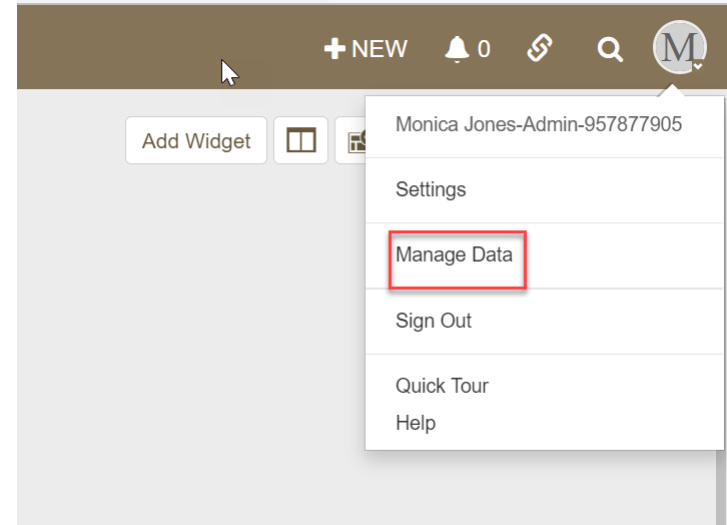 NEW
0
M
Add Widget
Monica Jones-Admin-957877905
Settings
Manage Data
Sign Out
Quick Tour
Help